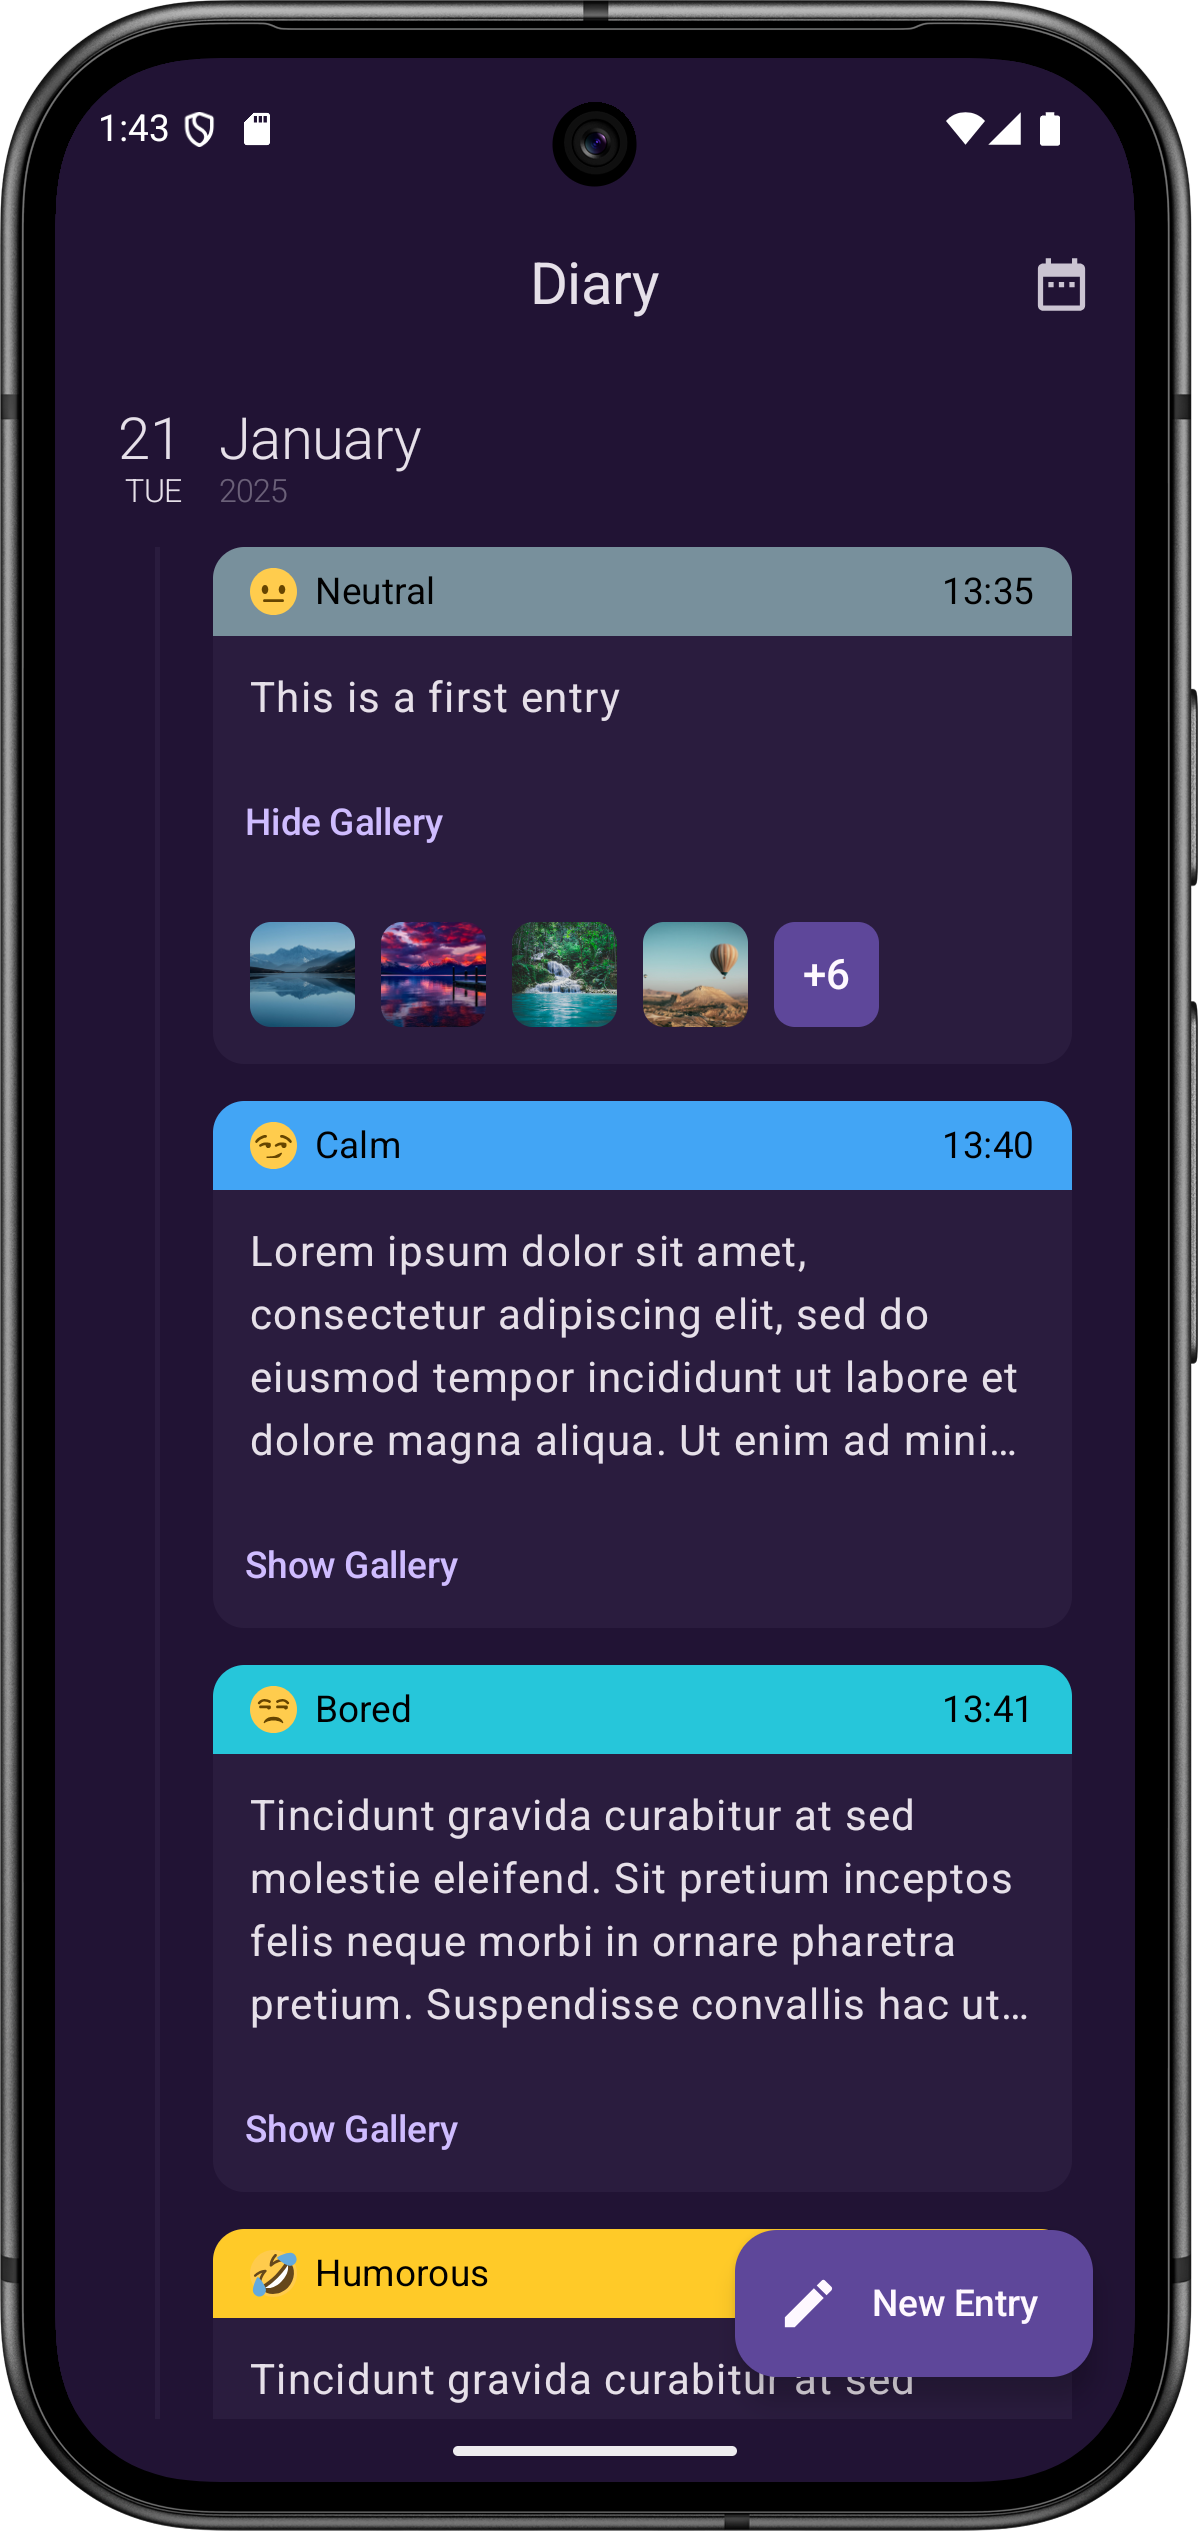 1:43
Diary
21 January
TUE 2025
Neutral 13:35
This is a first entry
Hide Gallery
+6
Calm 13:40
Lorem ipsum dolor sit amet,
consectetur adipiscing elit, sed do
eiusmod tempor incididunt ut labore et
dolore magna aliqua. Ut enim ad mini…
Show Gallery
Bored 13:41
Tincidunt gravida curabitur at sed
molestie eleifend. Sit pretium inceptos
felis neque morbi in ornare pharetra
pretium. Suspendisse convallis hac ut…
Show Gallery
Humorous
New Entry
Tincidunt gravida curabitur at sed